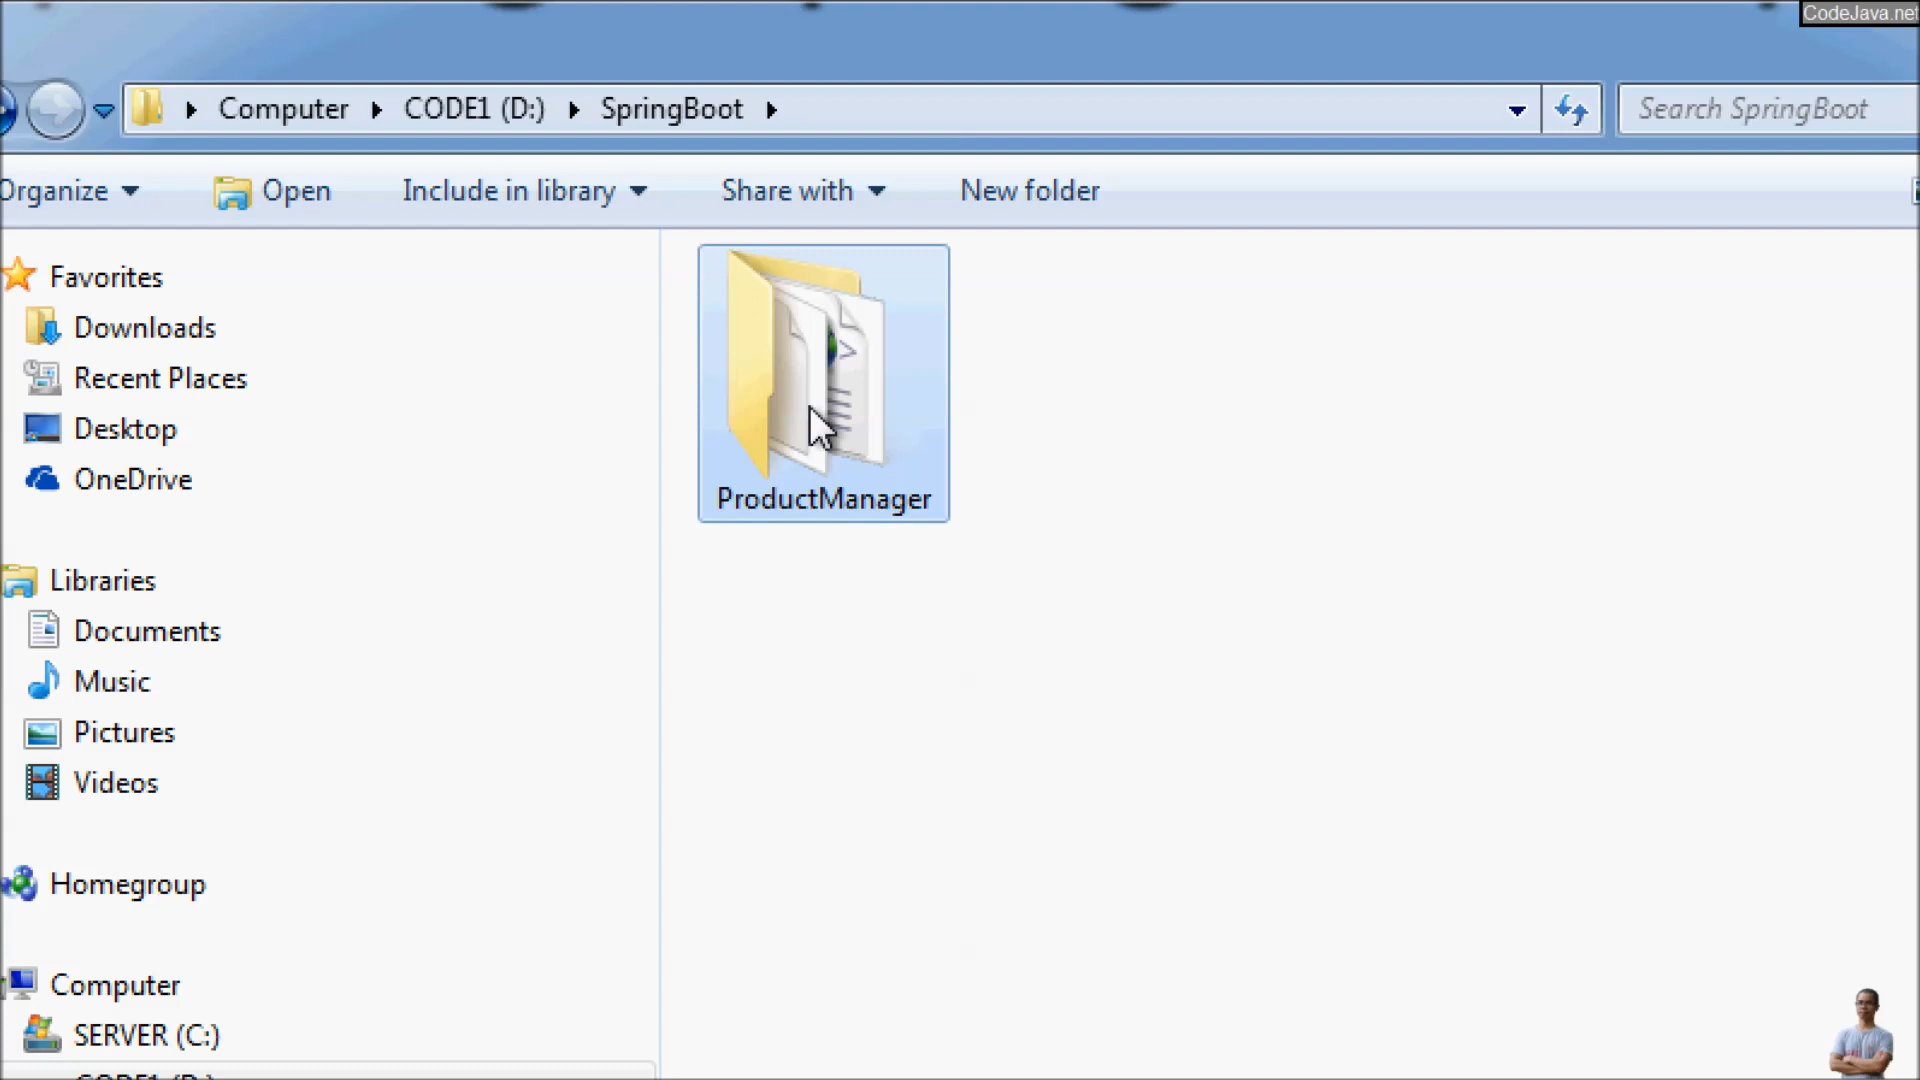 CodeJava.net
Computer CODE1 (D:) SpringBoot Search SpringBoot
Organize Open Include in library Share with New folder
Favorites
Downloads
Recent Places
Desktop
OneDrive
ProductManager
Libraries
Documents
Music
Pictures
Videos
Homegroup
Computer
SERVER (C:)
CODE1 (D:)